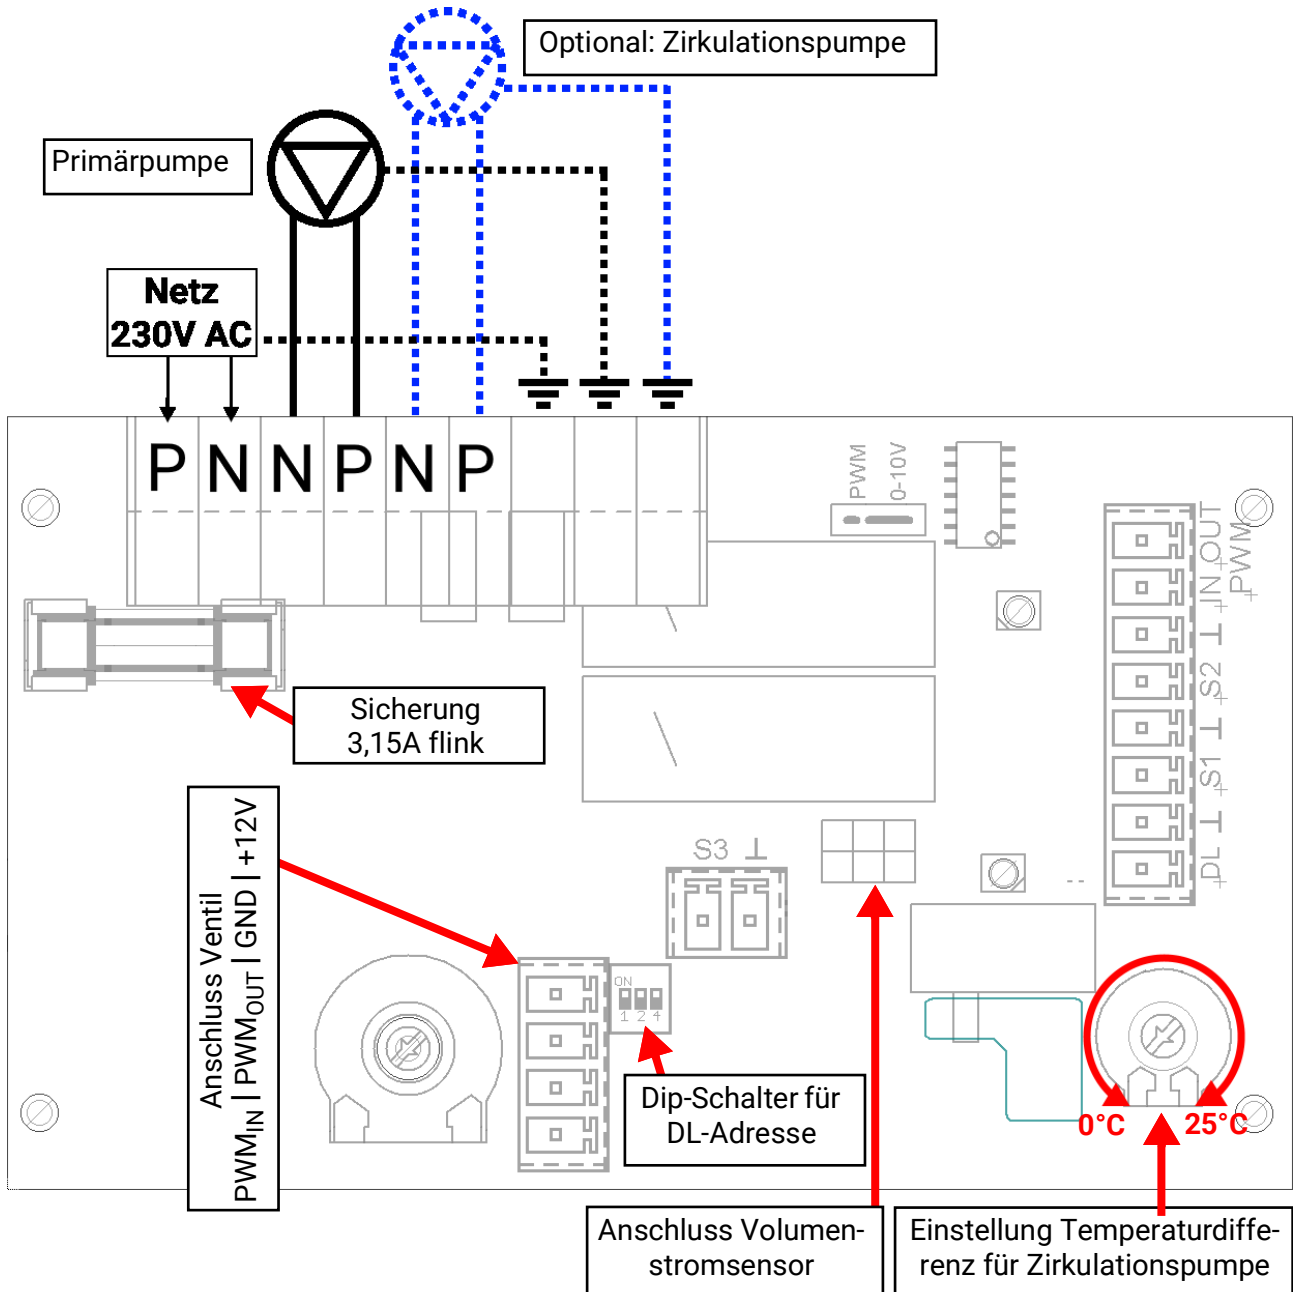 Optional: Zirkulationspumpe
Primärpumpe
Netz
230V AC
P N N P N P
PWM
0-10V
OUT
IN
PWM
⊥
S2
⊥
S1
⊥
DL
Sicherung
3,15A flink
Anschluss Ventil
PWM_IN | PWM_OUT | GND | +12V
S3 ⊥
ON
1 2 4
Dip-Schalter für
DL-Adresse
0°C
25°C
Anschluss Volumen-
stromsensor
Einstellung Temperaturdiffe-
renz für Zirkulationspumpe